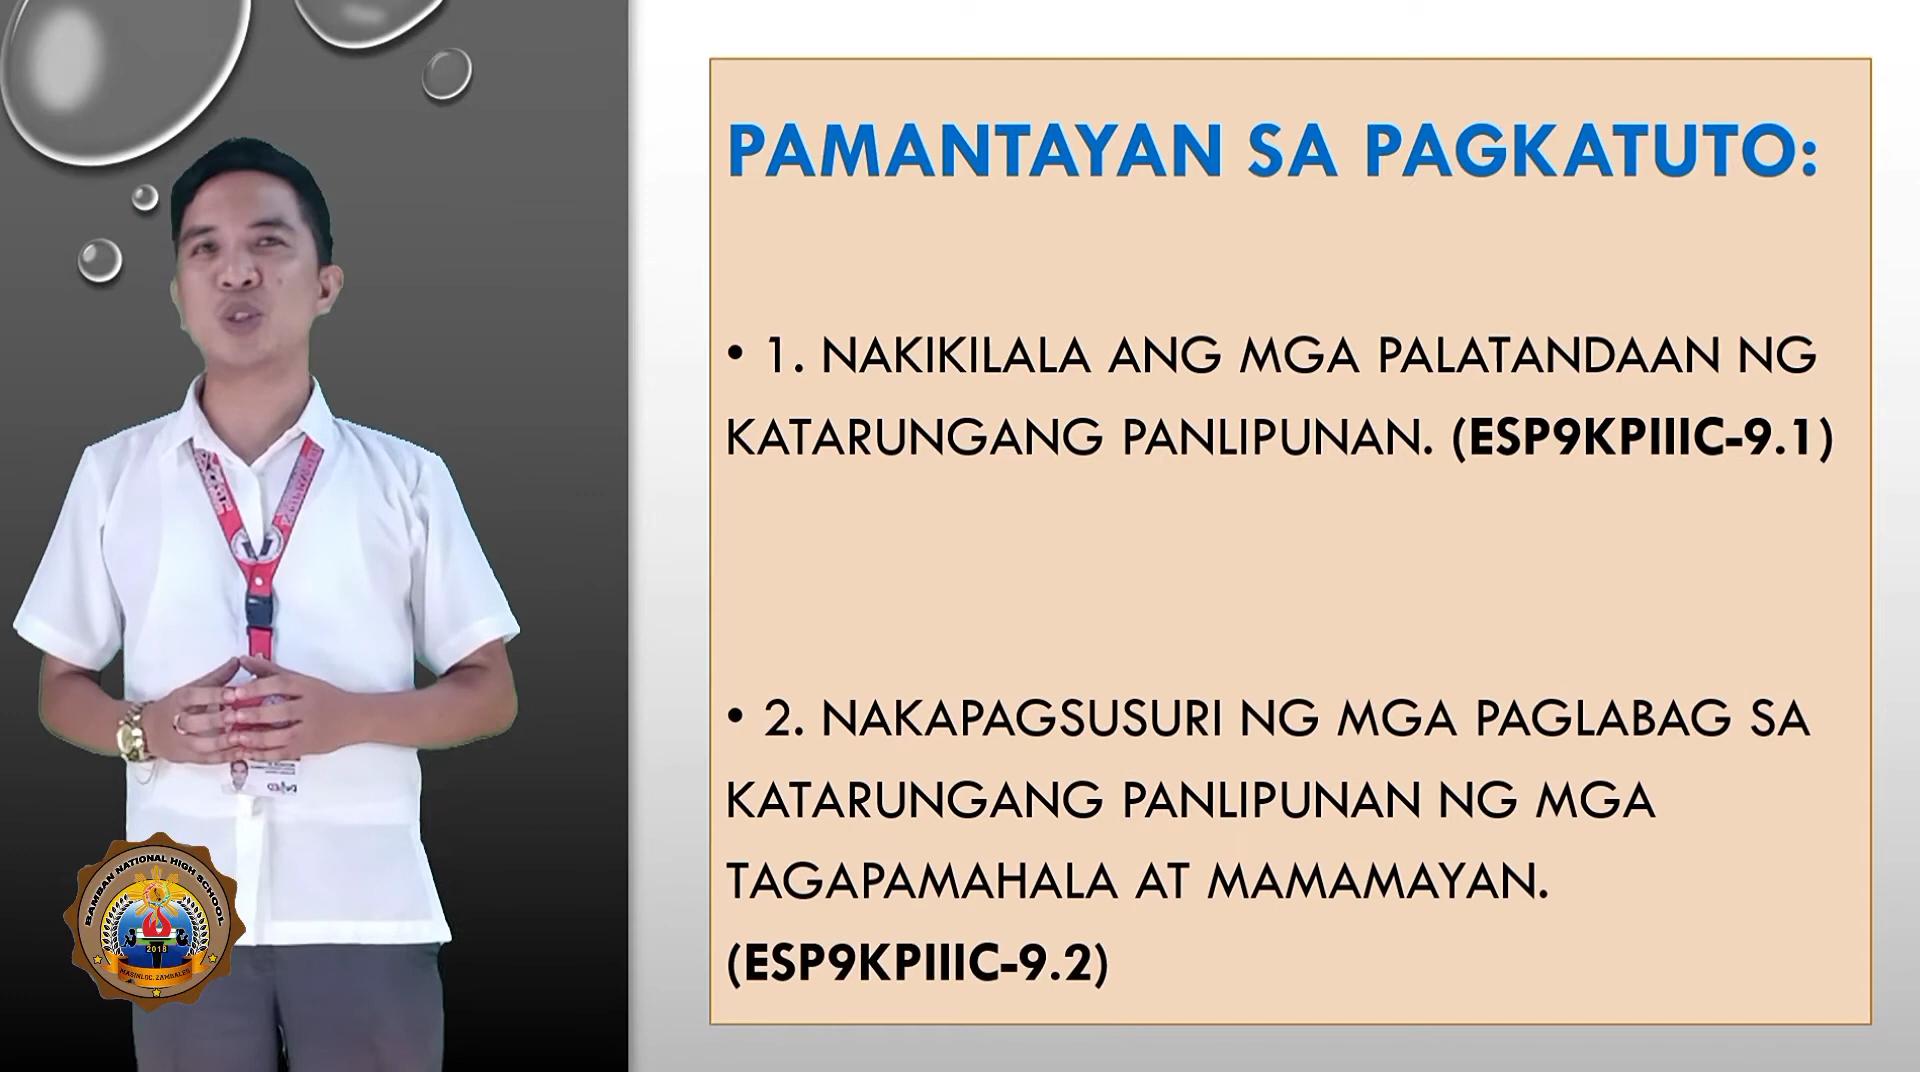 PAMANTAYAN SA PAGKATUTO:
• 1. NAKIKILALA ANG MGA PALATANDAAN NG
KATARUNGANG PANLIPUNAN. (ESP9KPIIIC-9.1)
• 2. NAKAPAGSUSURI NG MGA PAGLABAG SA
KATARUNGANG PANLIPUNAN NG MGA
TAGAPAMAHALA AT MAMAMAYAN.
(ESP9KPIIIC-9.2)
BAMBAN NATIONAL HIGH SCHOOL
2018
MASINLOC, ZAMBALES